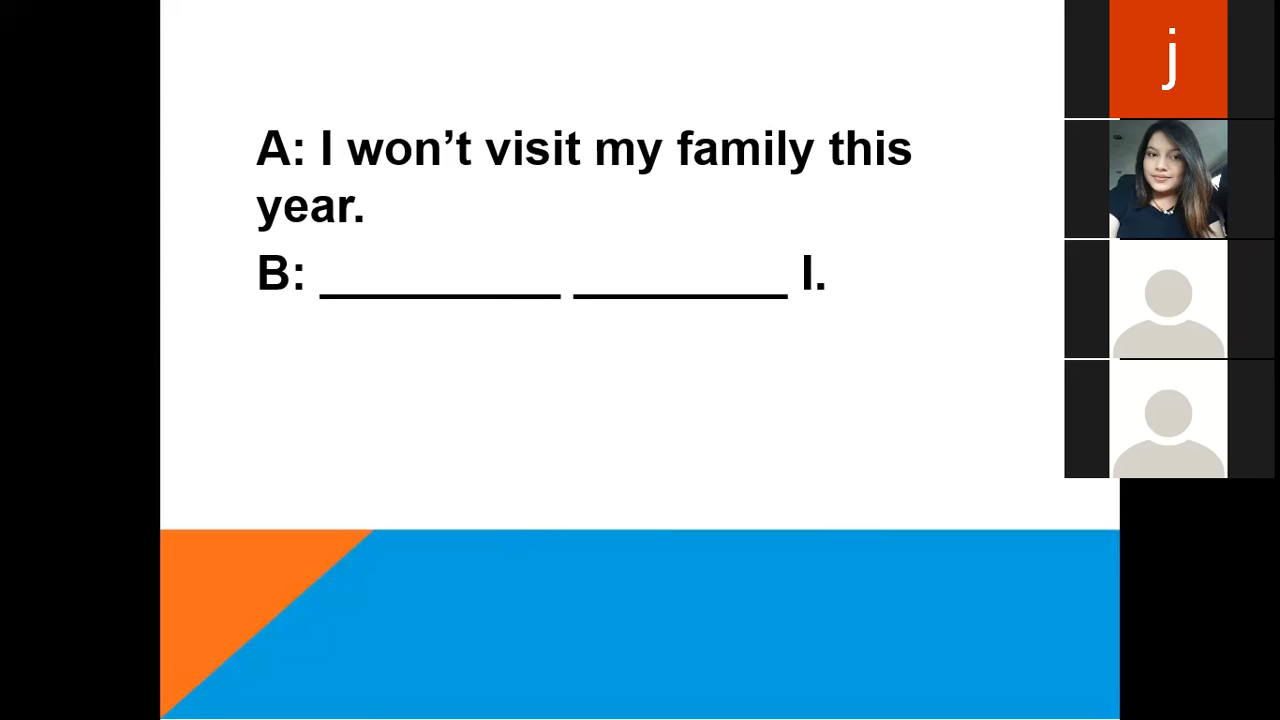 A: I won’t visit my family this
year.
B: _________ ________ I.
j